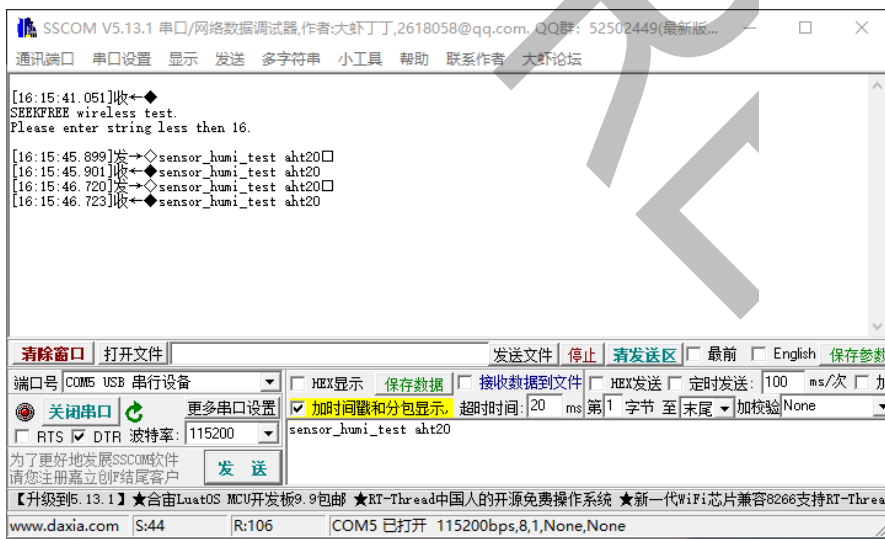 SSCOM V5.13.1 串口/网络数据调试器,作者:大虾丁丁,2618058@qq.com. QQ群: 52502449(最新版...
通讯端口 串口设置 显示 发送 多字符串 小工具 帮助 联系作者 大虾论坛
[16:15:41.051]收←◆
SEEKFREE wireless test.
Please enter string less then 16.
[16:15:45.899]发→◇sensor_humi_test aht20□
[16:15:45.901]收←◆sensor_humi_test aht20
[16:15:46.720]发→◇sensor_humi_test aht20□
[16:15:46.723]收←◆sensor_humi_test aht20
清除窗口 打开文件 发送文件 停止 清发送区 最前 English 保存参数
端口号 COM5 USB 串行设备 HEX显示 保存数据 接收数据到文件 HEX发送 定时发送: 100 ms/次 加
关闭串口 更多串口设置 加时间戳和分包显示, 超时时间: 20 ms 第1 字节 至 末尾 加校验 None
RTS DTR 波特率: 115200
sensor_humi_test aht20
为了更好地发展SSCOM软件
请您注册嘉立创F结尾客户
发 送
【升级到5.13.1】★合宙LuatOS MCU开发板9.9包邮 ★RT-Thread中国人的开源免费操作系统 ★新一代WiFi芯片兼容8266支持RT-Threa
www.daxia.com S:44 R:106 COM5 已打开 115200bps,8,1,None,None